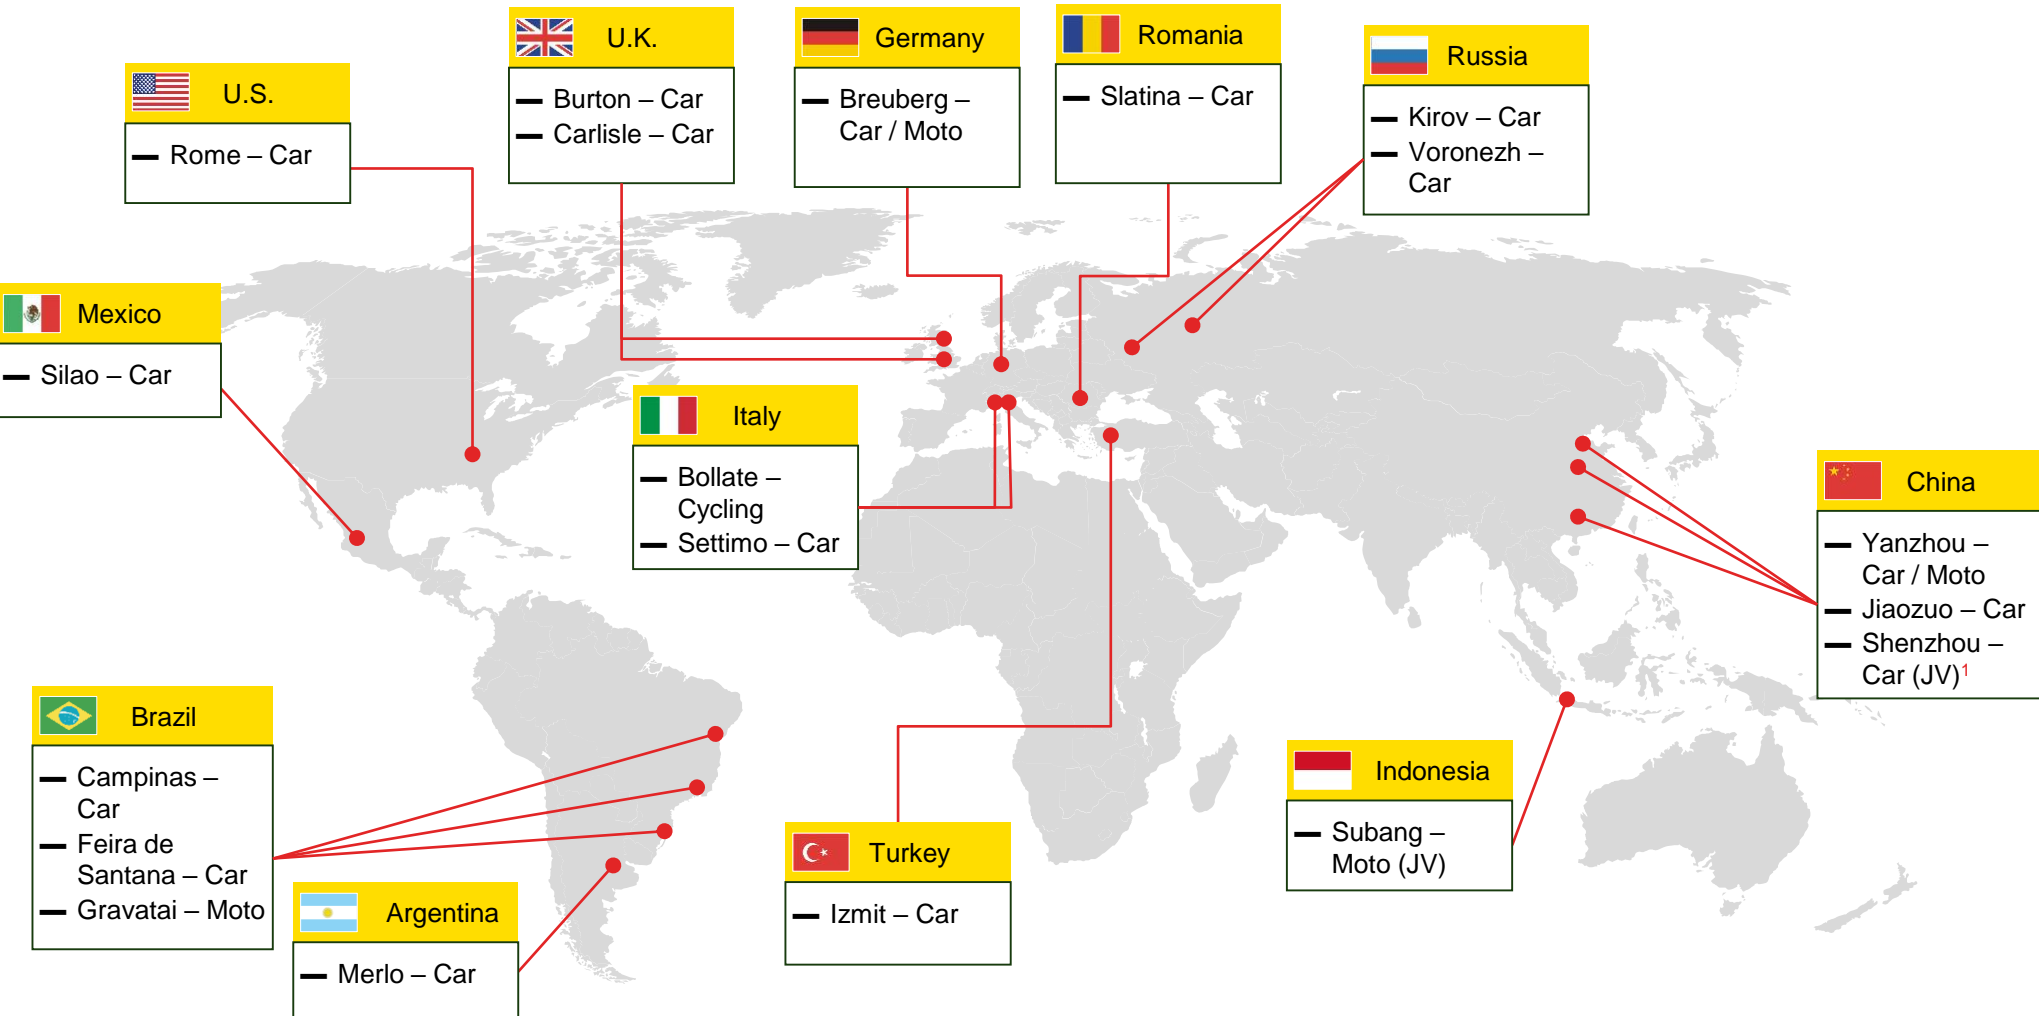 U.S.
— Rome – Car
U.K.
— Burton – Car
— Carlisle – Car
Germany
— Breuberg –
Car / Moto
Romania
— Slatina – Car
Russia
— Kirov – Car
— Voronezh –
Car
Mexico
— Silao – Car
Italy
— Bollate –
Cycling
— Settimo – Car
China
— Yanzhou –
Car / Moto
— Jiaozuo – Car
— Shenzhou –
Car (JV)¹
Brazil
— Campinas –
Car
— Feira de
Santana – Car
— Gravatai – Moto
Argentina
— Merlo – Car
Turkey
— Izmit – Car
Indonesia
— Subang –
Moto (JV)